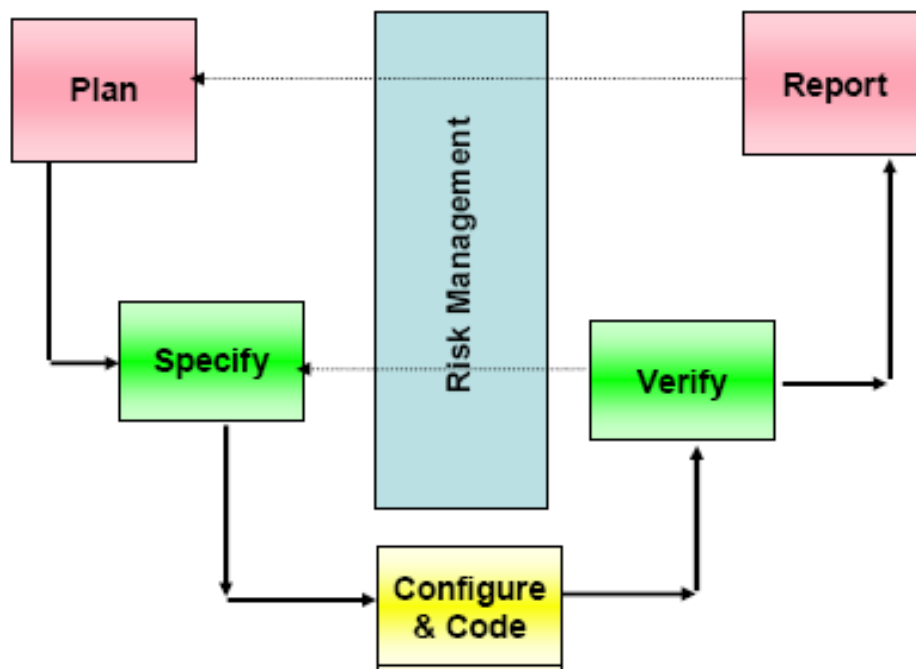 Plan
Report
Risk Management
Specify
Verify
Configure
& Code